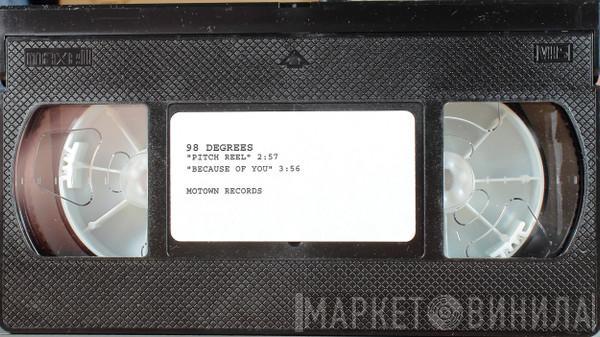 maxell
VHS
98 DEGREES
"PITCH REEL" 2:57
"BECAUSE OF YOU" 3:56
MOTOWN RECORDS
МАРКЕТ ВИНИЛА